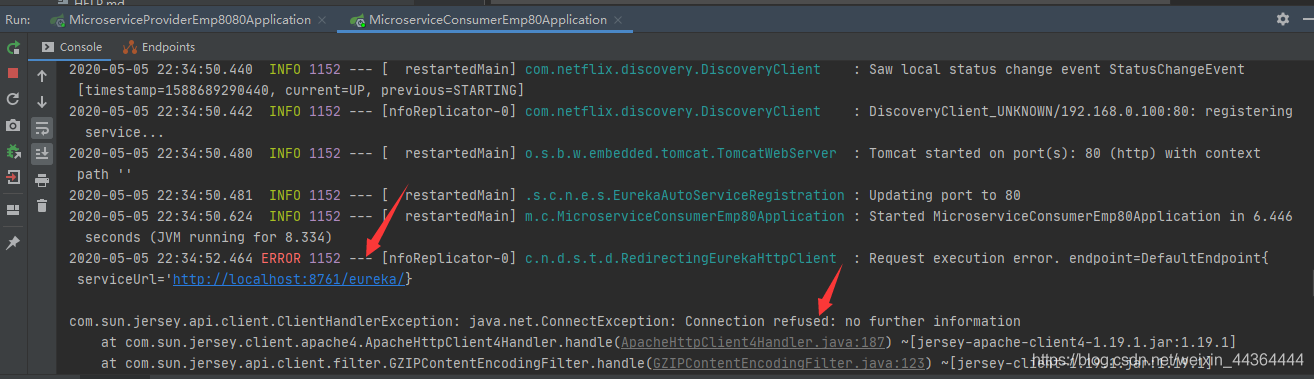 HELP.md
Run: MicroserviceProviderEmp8080Application × MicroserviceConsumerEmp80Application ×
Console Endpoints
2020-05-05 22:34:50.440 INFO 1152 --- [ restartedMain] com.netflix.discovery.DiscoveryClient : Saw local status change event StatusChangeEvent
[timestamp=1588689290440, current=UP, previous=STARTING]
2020-05-05 22:34:50.442 INFO 1152 --- [nfoReplicator-0] com.netflix.discovery.DiscoveryClient : DiscoveryClient_UNKNOWN/192.168.0.100:80: registering
service...
2020-05-05 22:34:50.480 INFO 1152 --- [ restartedMain] o.s.b.w.embedded.tomcat.TomcatWebServer : Tomcat started on port(s): 80 (http) with context
path ''
2020-05-05 22:34:50.481 INFO 1152 --- [ restartedMain] .s.c.n.e.s.EurekaAutoServiceRegistration : Updating port to 80
2020-05-05 22:34:50.624 INFO 1152 --- [ restartedMain] m.c.MicroserviceConsumerEmp80Application : Started MicroserviceConsumerEmp80Application in 6.446
seconds (JVM running for 8.334)
2020-05-05 22:34:52.464 ERROR 1152 --- [nfoReplicator-0] c.n.d.s.t.d.RedirectingEurekaHttpClient : Request execution error. endpoint=DefaultEndpoint{
serviceUrl='http://localhost:8761/eureka/}
com.sun.jersey.api.client.ClientHandlerException: java.net.ConnectException: Connection refused: no further information
at com.sun.jersey.client.apache4.ApacheHttpClient4Handler.handle(ApacheHttpClient4Handler.java:187) ~[jersey-apache-client4-1.19.1.jar:1.19.1]
at com.sun.jersey.api.client.filter.GZIPContentEncodingFilter.handle(GZIPContentEncodingFilter.java:123) ~[jersey-client-1.19.1.jar:1.19.1]
https://blog.csdn.net/weixin_44364444